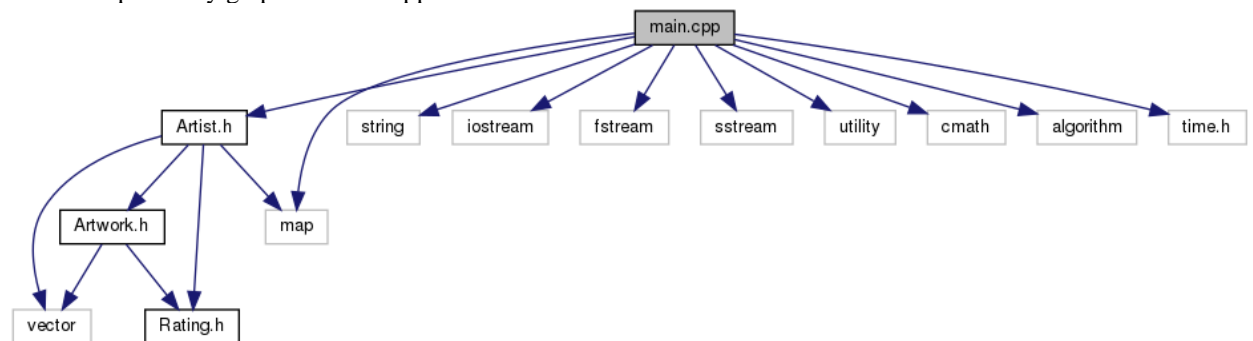 main.cpp
Artist.h
string
iostream
fstream
sstream
utility
cmath
algorithm
time.h
Artwork.h
map
vector
Rating.h